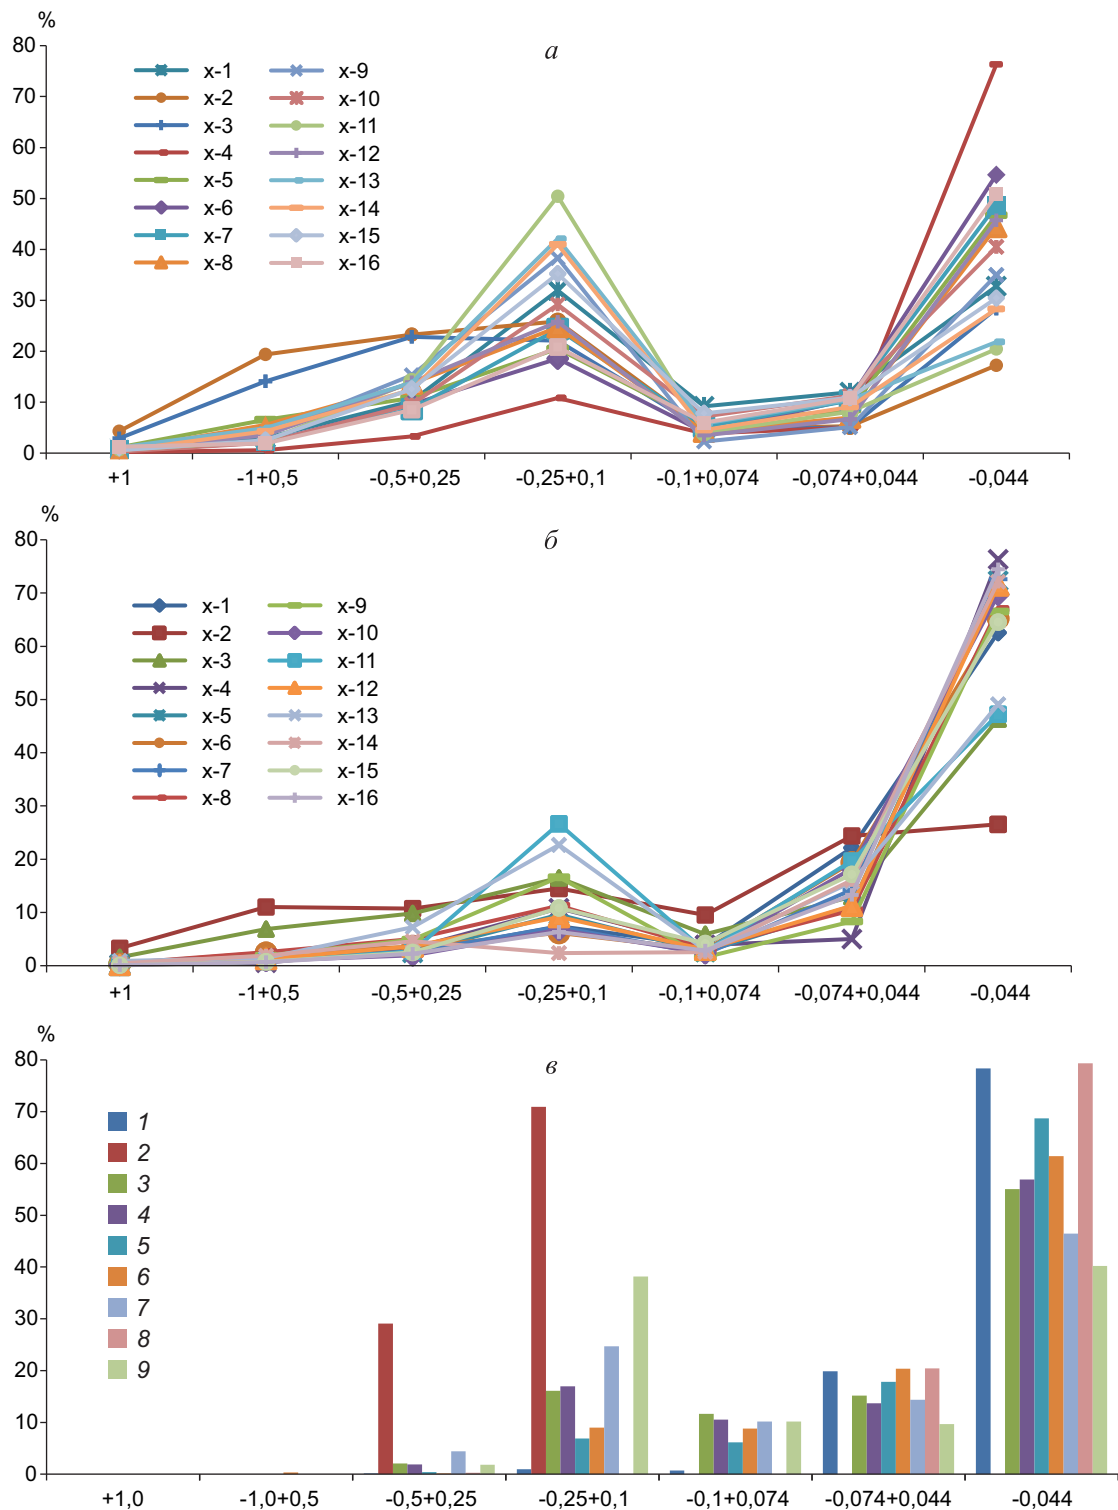 %
а
80
70
60
50
40
30
20
10
0
x-1 x-9
x-2 x-10
x-3 x-11
x-4 x-12
x-5 x-13
x-6 x-14
x-7 x-15
x-8 x-16
+1 -1+0,5 -0,5+0,25 -0,25+0,1 -0,1+0,074 -0,074+0,044 -0,044
%
б
80
70
60
50
40
30
20
10
0
x-1 x-9
x-2 x-10
x-3 x-11
x-4 x-12
x-5 x-13
x-6 x-14
x-7 x-15
x-8 x-16
+1 -1+0,5 -0,5+0,25 -0,25+0,1 -0,1+0,074 -0,074+0,044 -0,044
%
в
80
70
60
50
40
30
20
10
0
1
2
3
4
5
6
7
8
9
+1,0 -1,0+0,5 -0,5+0,25 -0,25+0,1 -0,1+0,074 -0,074+0,044 -0,044